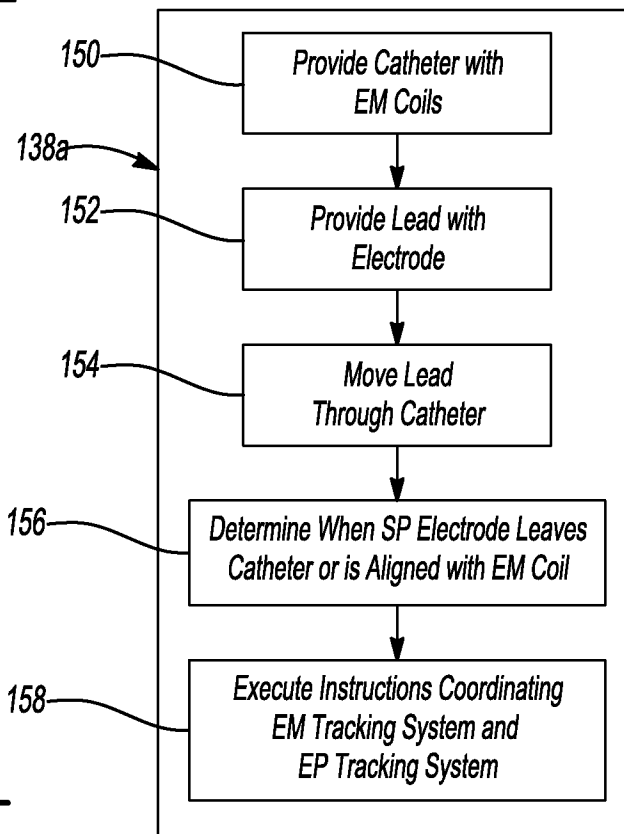 150
Provide Catheter with
EM Coils
138a
152
Provide Lead with
Electrode
154
Move Lead
Through Catheter
156
Determine When SP Electrode Leaves
Catheter or is Aligned with EM Coil
158
Execute Instructions Coordinating
EM Tracking System and
EP Tracking System